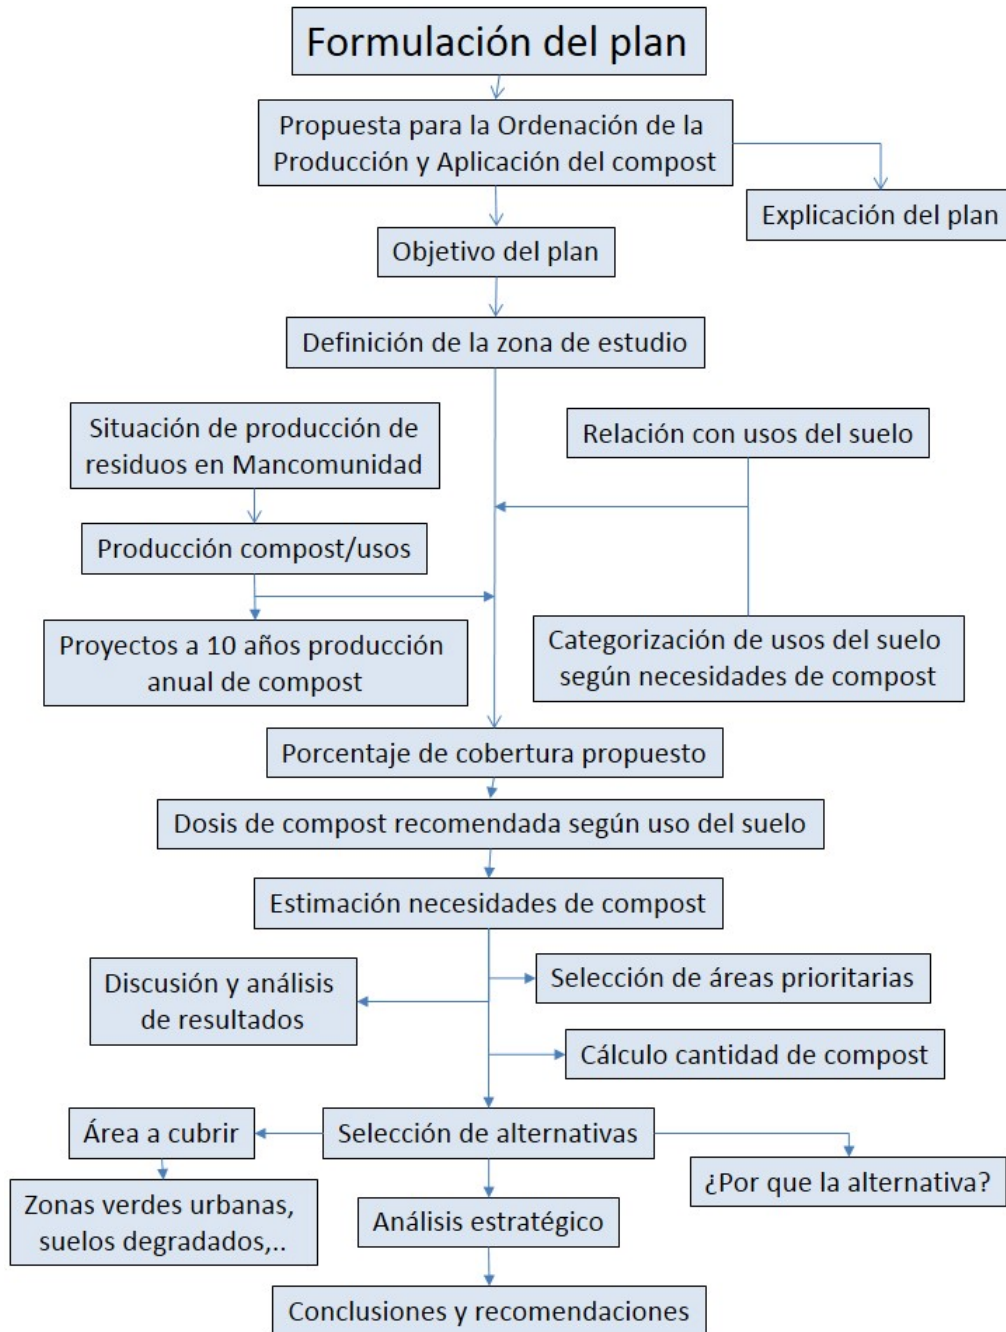 Formulación del plan
Propuesta para la Ordenación de la
Producción y Aplicación del compost
Explicación del plan
Objetivo del plan
Definición de la zona de estudio
Situación de producción de
residuos en Mancomunidad
Relación con usos del suelo
Producción compost/usos
Proyectos a 10 años producción
anual de compost
Categorización de usos del suelo
según necesidades de compost
Porcentaje de cobertura propuesto
Dosis de compost recomendada según uso del suelo
Estimación necesidades de compost
Discusión y análisis
de resultados
Selección de áreas prioritarias
Cálculo cantidad de compost
Área a cubrir
Selección de alternativas
¿Por que la alternativa?
Zonas verdes urbanas,
suelos degradados,..
Análisis estratégico
Conclusiones y recomendaciones